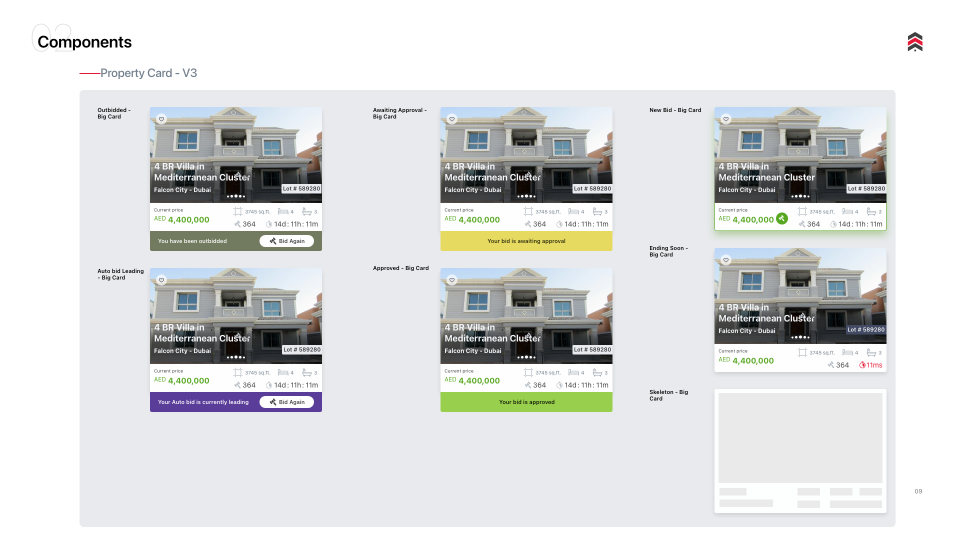 Components
Property Card - V3
Outbidded -
Big Card
4 BR Villa in
Mediterranean Cluster
Falcon City - Dubai
Lot # 589280
Current price
AED 4,400,000
3745 sq.ft. 4 3
364 14d : 11h : 11m
You have been outbidded
Bid Again
Awaiting Approval -
Big Card
4 BR Villa in
Mediterranean Cluster
Falcon City - Dubai
Lot # 589280
Current price
AED 4,400,000
3745 sq.ft. 4 3
364 14d : 11h : 11m
Your bid is awaiting approval
New Bid - Big Card
4 BR Villa in
Mediterranean Cluster
Falcon City - Dubai
Lot # 589280
Current price
AED 4,400,000
3745 sq.ft. 4 3
364 14d : 11h : 11m
Auto bid Leading
- Big Card
4 BR Villa in
Mediterranean Cluster
Falcon City - Dubai
Lot # 589280
Current price
AED 4,400,000
3745 sq.ft. 4 3
364 14d : 11h : 11m
Your Auto bid is currently leading
Bid Again
Approved - Big Card
4 BR Villa in
Mediterranean Cluster
Falcon City - Dubai
Lot # 589280
Current price
AED 4,400,000
3745 sq.ft. 4 3
364 14d : 11h : 11m
Your bid is approved
Ending Soon -
Big Card
4 BR Villa in
Mediterranean Cluster
Falcon City - Dubai
Lot # 589280
Current price
AED 4,400,000
3745 sq.ft. 4 3
364 11ms
Skeleton - Big
Card
09